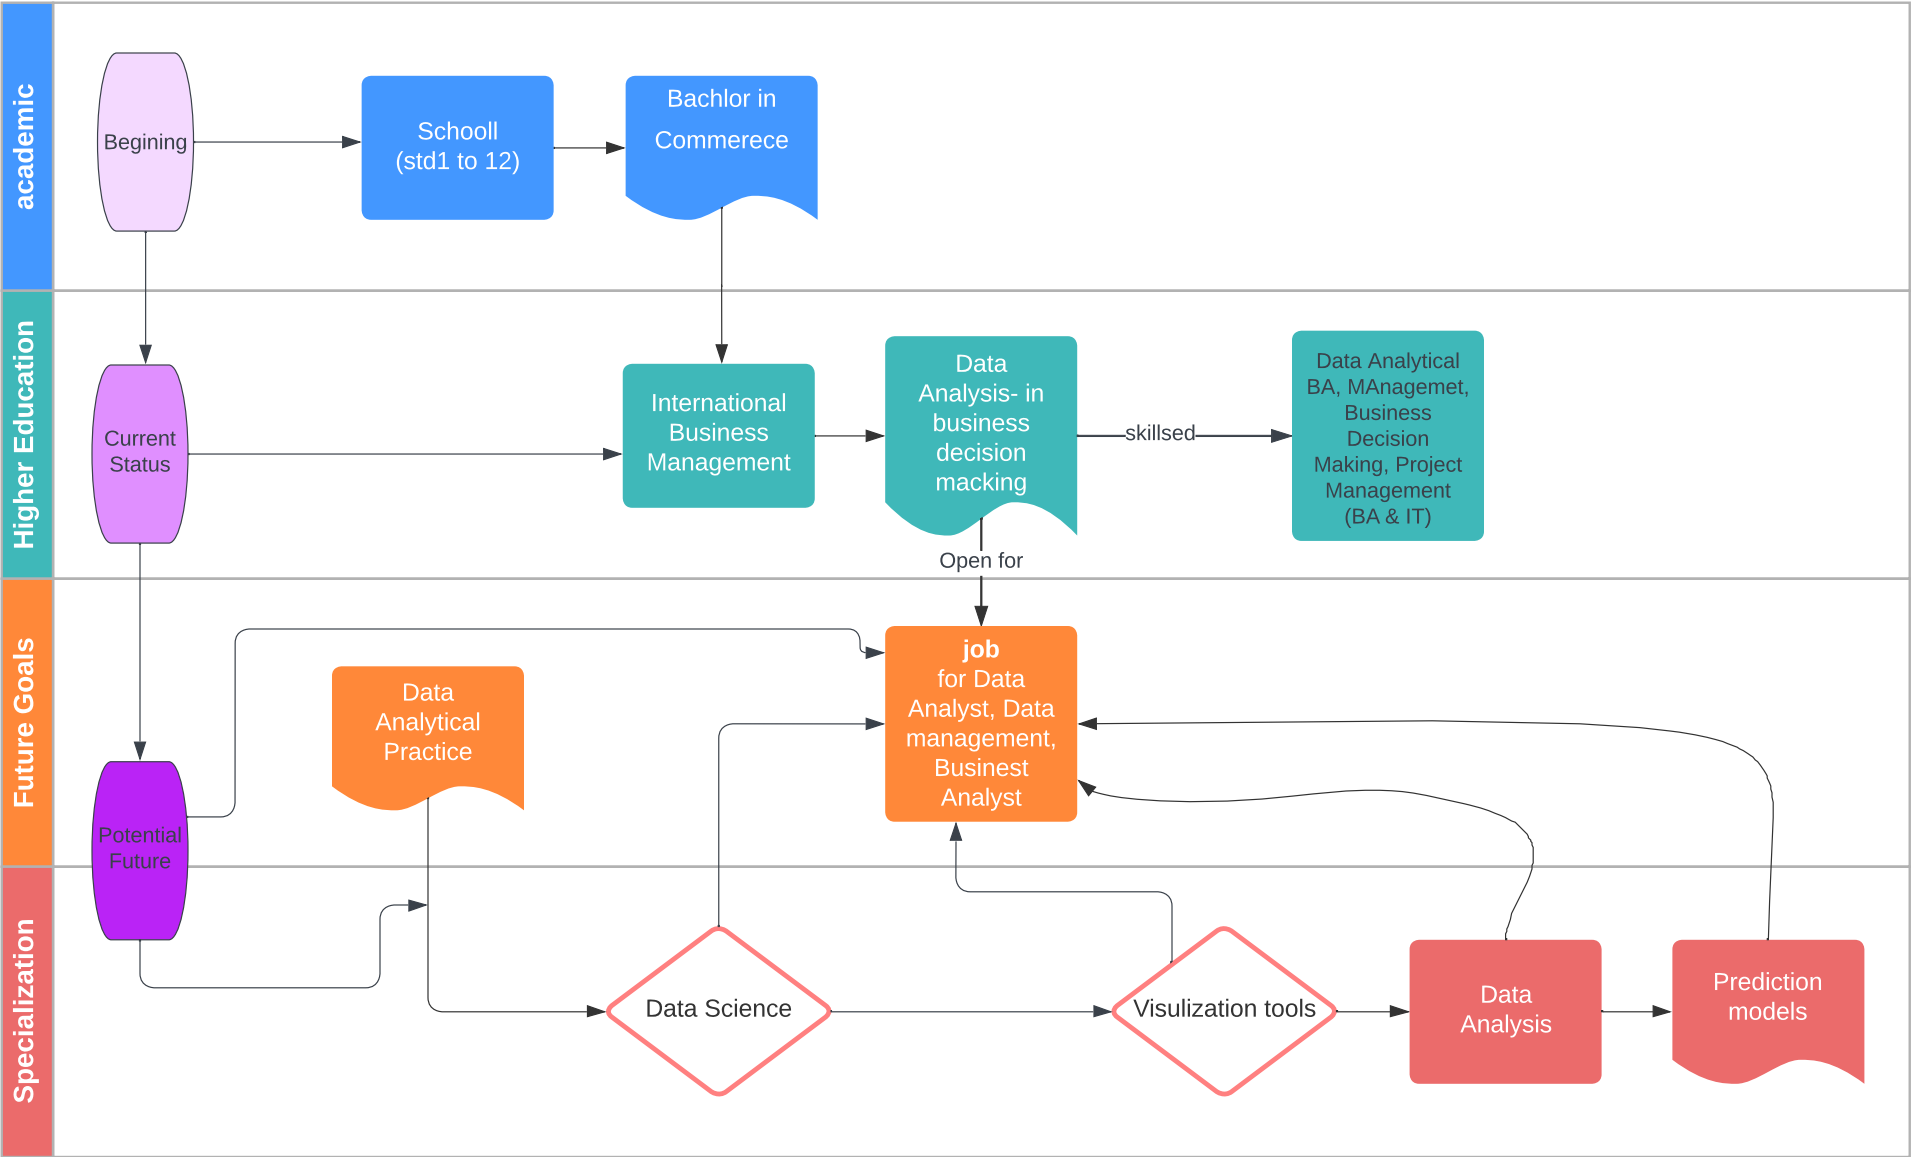 academic
Begining
Schooll
(std1 to 12)
Bachlor in
Commerece
Higher Education
Current
Status
International
Business
Management
Data
Analysis- in
business
decision
macking
skillsed
Data Analytical
BA, MAnagemet,
Business
Decision
Making, Project
Management
(BA & IT)
Open for
Future Goals
Potential
Future
Data
Analytical
Practice
job
for Data
Analyst, Data
management,
Businest
Analyst
Specialization
Data Science
Visulization tools
Data
Analysis
Prediction
models